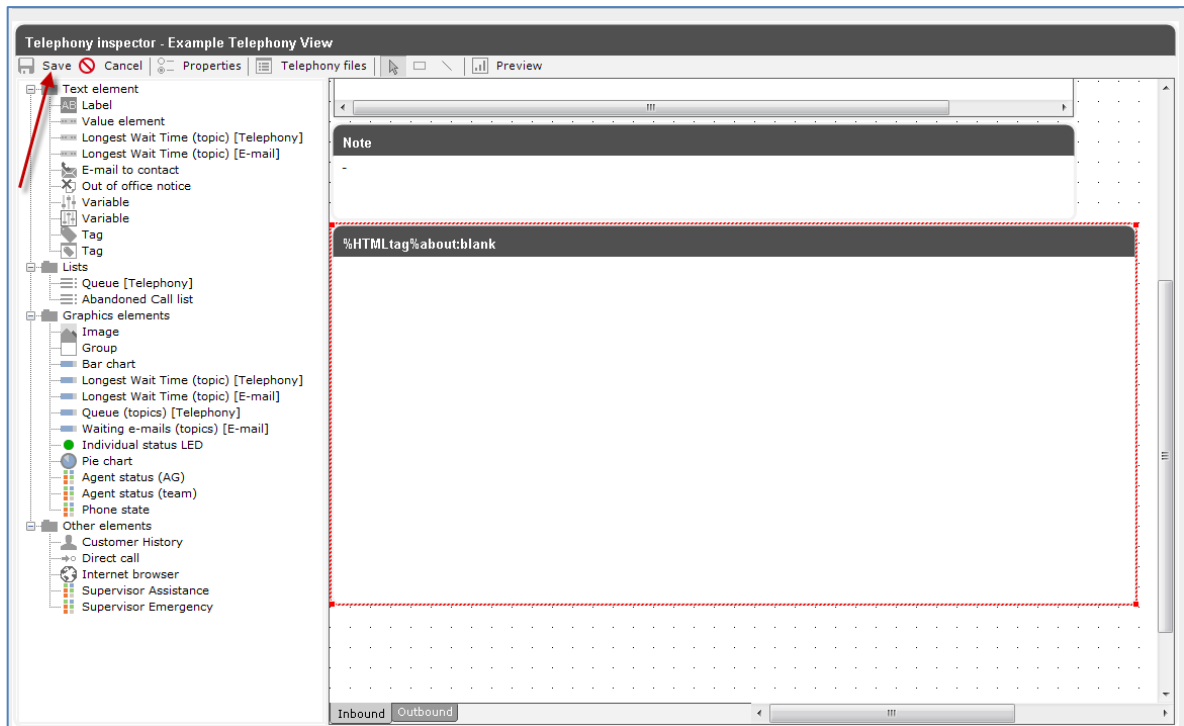 Telephony inspector - Example Telephony View
Save Cancel Properties Telephony files Preview
Text element
AB Label
Value element
Longest Wait Time (topic) [Telephony]
Longest Wait Time (topic) [E-mail]
E-mail to contact
Out of office notice
Variable
Variable
Tag
Tag
Lists
Queue [Telephony]
Abandoned Call list
Graphics elements
Image
Group
Bar chart
Longest Wait Time (topic) [Telephony]
Longest Wait Time (topic) [E-mail]
Queue (topics) [Telephony]
Waiting e-mails (topics) [E-mail]
Individual status LED
Pie chart
Agent status (AG)
Agent status (team)
Phone state
Other elements
Customer History
Direct call
Internet browser
Supervisor Assistance
Supervisor Emergency
Note
-
%HTMLtag%about:blank
Inbound Outbound